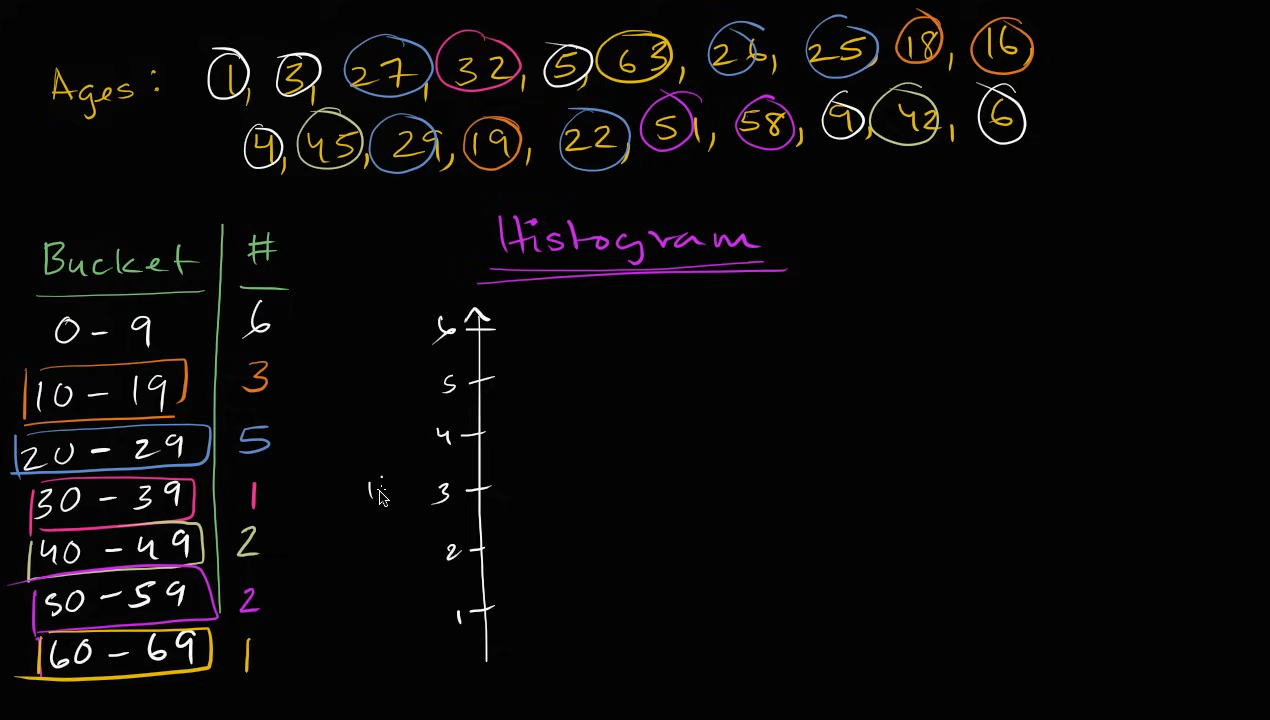 Ages: 1, 3, 27, 32, 5, 63, 26, 25, 18, 16,
4, 45, 29, 19, 22, 51, 58, 9, 42, 6
Histogram
Bucket #
0 - 9 6
10 - 19 3
20 - 29 5
30 - 39 1
40 - 49 2
50 - 59 2
60 - 69 1
6
5
4
3
2
1